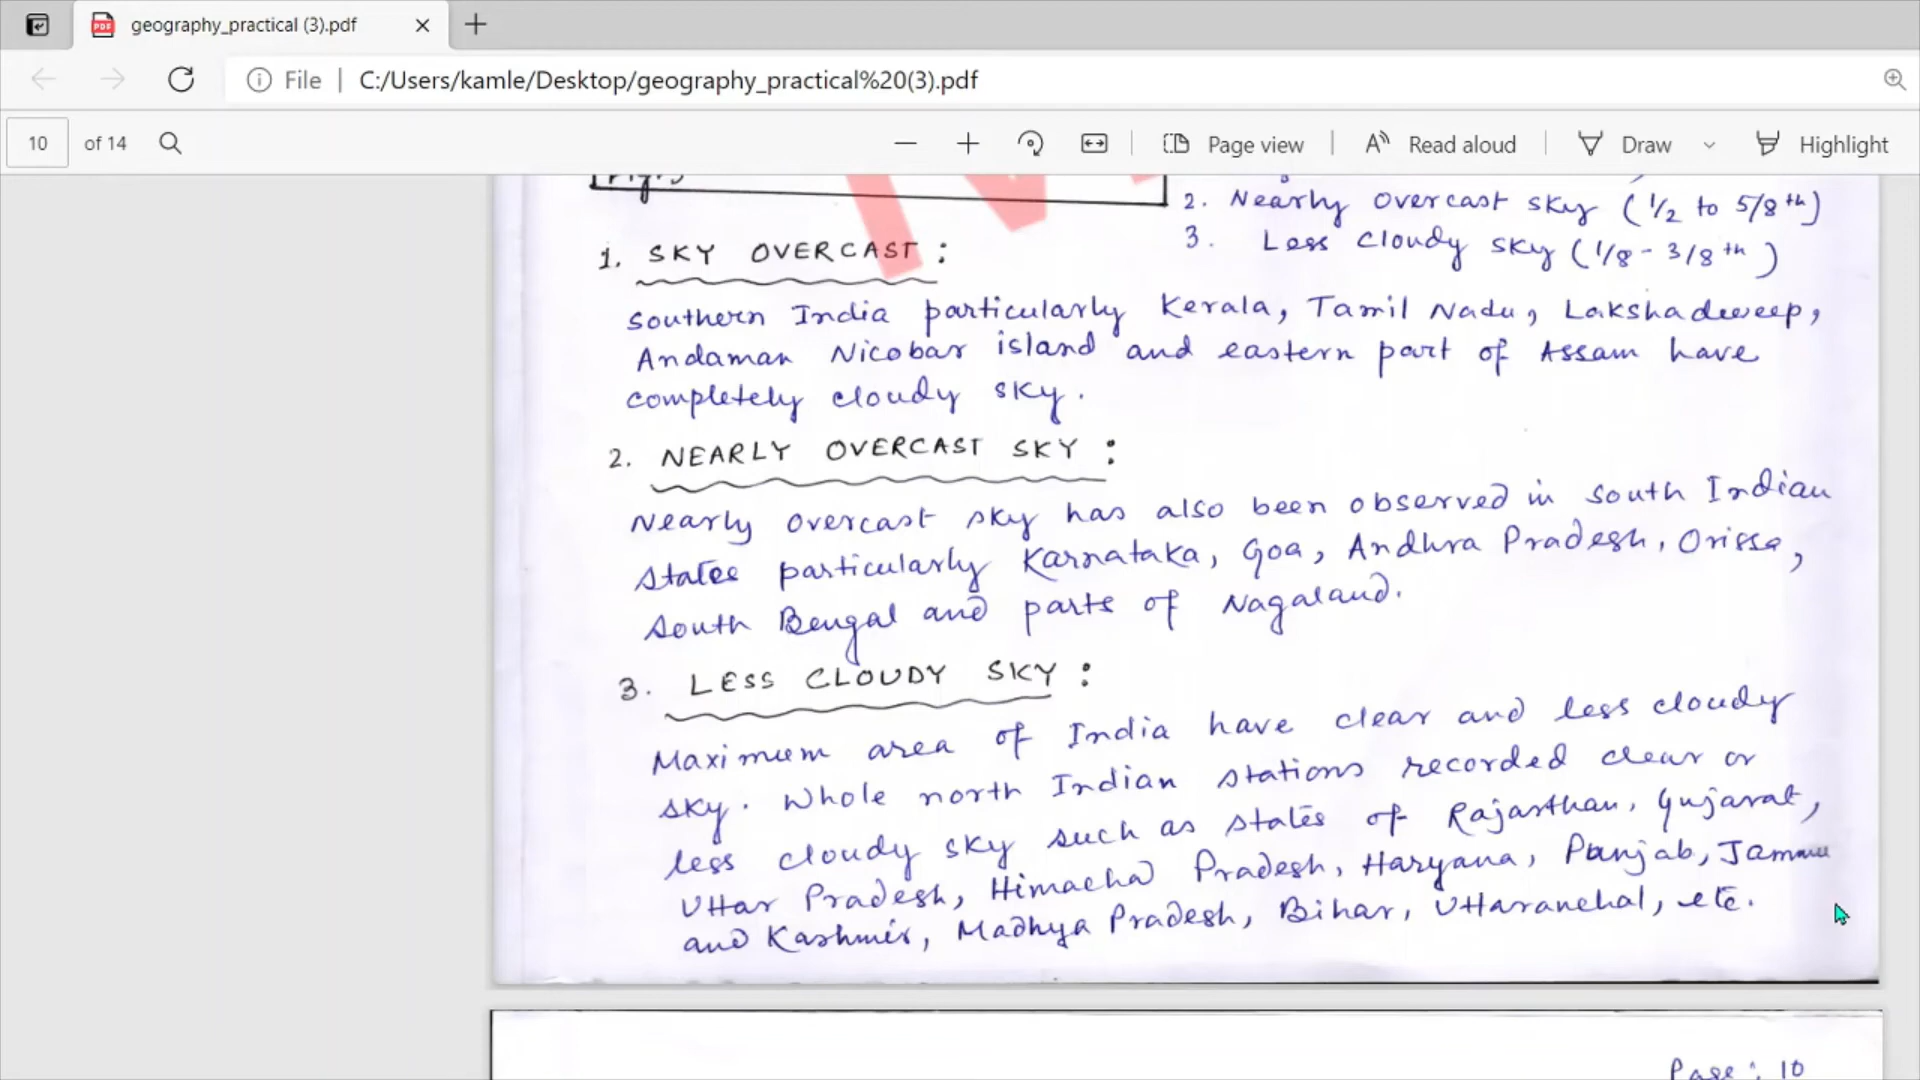 geography_practical (3).pdf
File | C:/Users/kamle/Desktop/geography_practical%20(3).pdf
10 of 14
Page view | Read aloud | Draw | Highlight
2. Nearly overcast sky (1/2 to 5/8th)
3. Less cloudy sky (1/8 - 3/8th)
1. SKY OVERCAST :
Southern India particularly Kerala, Tamil Nadu, Lakshadweep,
Andaman Nicobar island and eastern part of Assam have
completely cloudy sky.
2. NEARLY OVERCAST SKY :
Nearly overcast sky has also been observed in south Indian
states particularly Karnataka, Goa, Andhra Pradesh, Orissa,
South Bengal and parts of Nagaland.
3. LESS CLOUDY SKY :
Maximum area of India have clear and less cloudy
sky. Whole north Indian stations recorded clear or
less cloudy sky such as states of Rajasthan, Gujarat,
Uttar Pradesh, Himachal Pradesh, Haryana, Punjab, Jammu
and Kashmir, Madhya Pradesh, Bihar, Uttaranchal, etc.
Page : 10